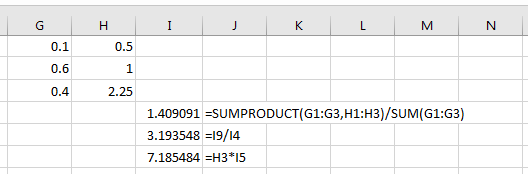 G H I J K L M N
0.1 0.5
0.6 1
0.4 2.25
1.409091 =SUMPRODUCT(G1:G3,H1:H3)/SUM(G1:G3)
3.193548 =I9/I4
7.185484 =H3*I5